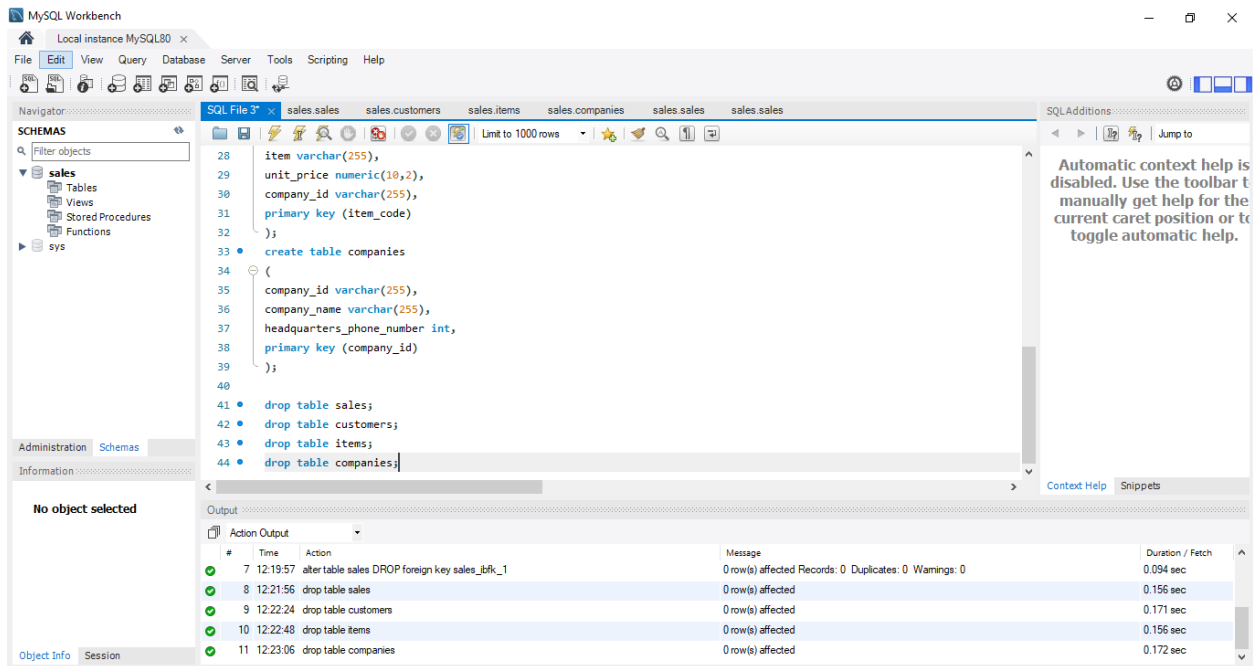 MySQL Workbench
Local instance MySQL80
File Edit View Query Database Server Tools Scripting Help
Navigator
SCHEMAS
Filter objects
sales
Tables
Views
Stored Procedures
Functions
sys
Administration Schemas
Information
No object selected
Object Info Session
SQL File 3* sales.sales sales.customers sales.items sales.companies sales.sales sales.sales
Limit to 1000 rows
28 item varchar(255),
29 unit_price numeric(10,2),
30 company_id varchar(255),
31 primary key (item_code)
32 );
33 create table companies
34 (
35 company_id varchar(255),
36 company_name varchar(255),
37 headquarters_phone_number int,
38 primary key (company_id)
39 );
40
41 drop table sales;
42 drop table customers;
43 drop table items;
44 drop table companies;
SQLAdditions
Jump to
Automatic context help is
disabled. Use the toolbar t
manually get help for the
current caret position or to
toggle automatic help.
Context Help Snippets
Output
Action Output
# Time Action Message Duration / Fetch
7 12:19:57 alter table sales DROP foreign key sales_ibfk_1 0 row(s) affected Records: 0 Duplicates: 0 Warnings: 0 0.094 sec
8 12:21:56 drop table sales 0 row(s) affected 0.156 sec
9 12:22:24 drop table customers 0 row(s) affected 0.171 sec
10 12:22:48 drop table items 0 row(s) affected 0.156 sec
11 12:23:06 drop table companies 0 row(s) affected 0.172 sec